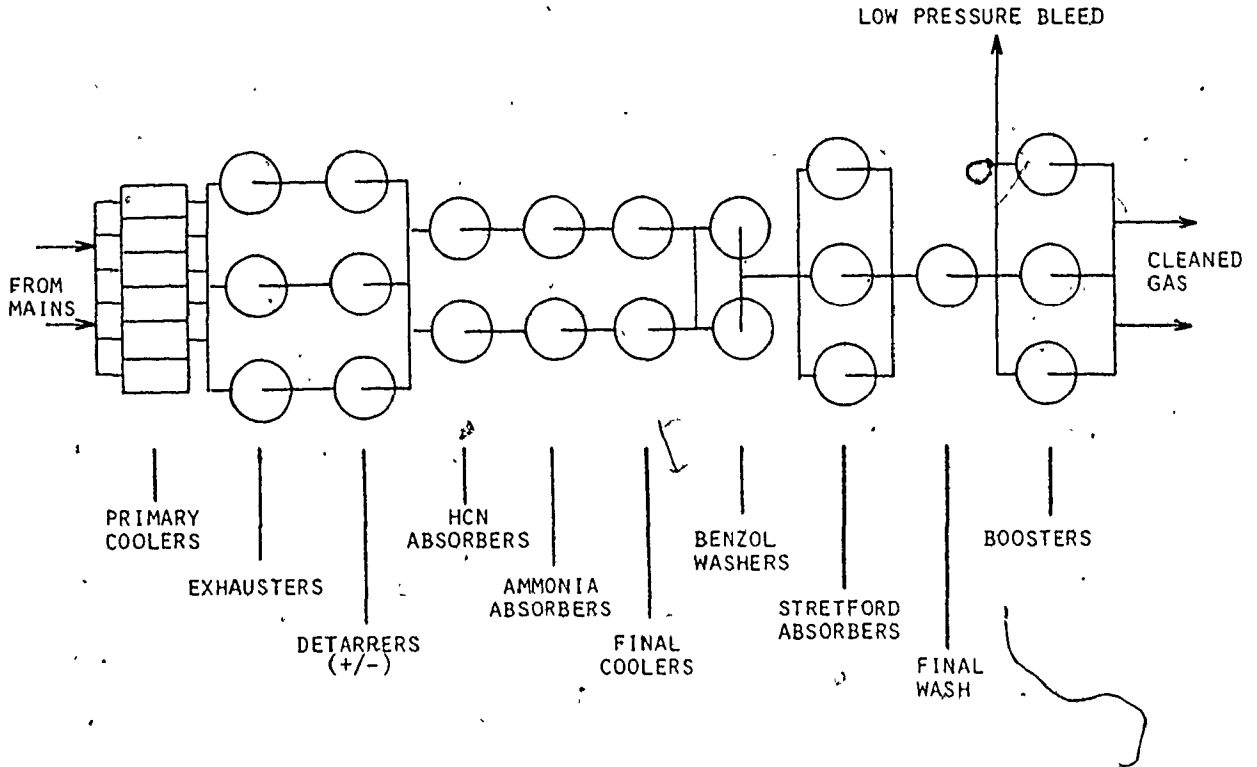 LOW PRESSURE BLEED
FROM
MAINS
CLEANED
GAS
PRIMARY
COOLERS
EXHAUSTERS
DETARRERS
(+/-)
HCN
ABSORBERS
AMMONIA
ABSORBERS
FINAL
COOLERS
BENZOL
WASHERS
STRETFORD
ABSORBERS
FINAL
WASH
BOOSTERS